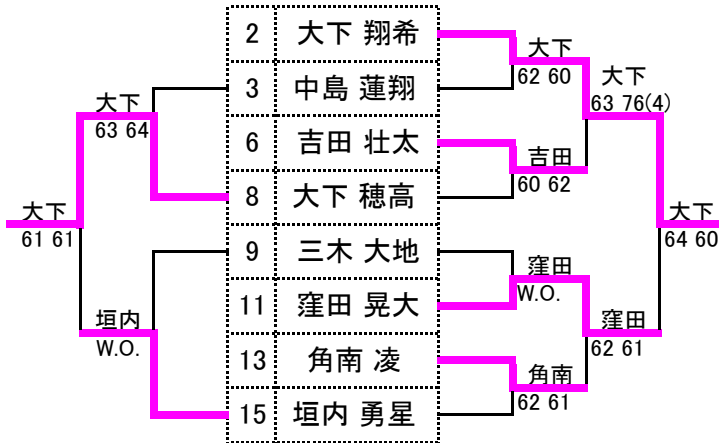 2 大下 翔希
大下
62 60
大下
63 76(4)
3 中島 蓮翔
大下
63 64
6 吉田 壮太
吉田
60 62
8 大下 穂高
大下
61 61
大下
64 60
9 三木 大地
窪田
W.O.
11 窪田 晃大
垣内
W.O.
窪田
62 61
13 角南 凌
角南
62 61
15 垣内 勇星